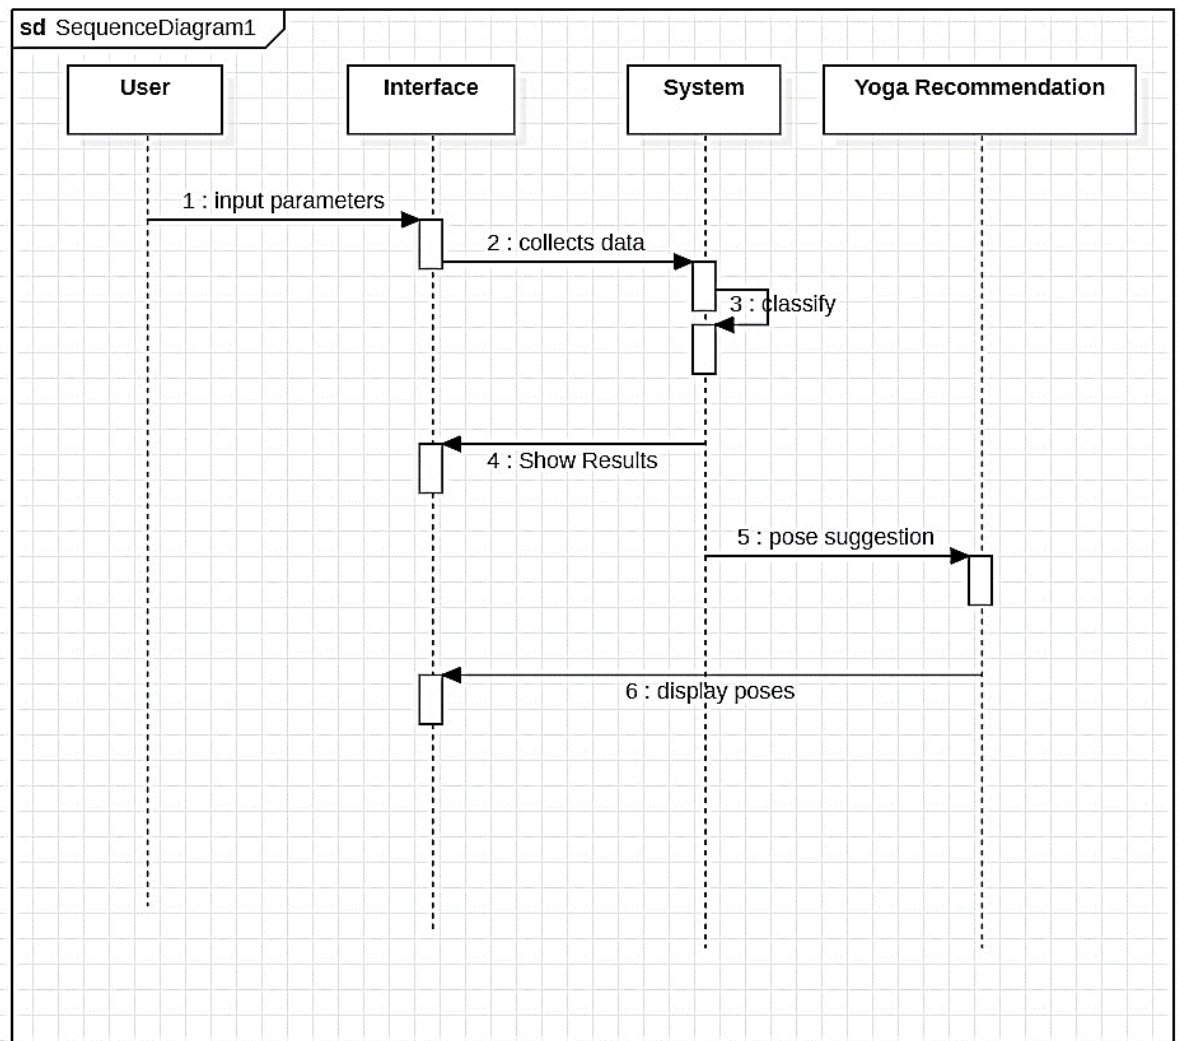 sd SequenceDiagram1
User
Interface
System
Yoga Recommendation
1 : input parameters
2 : collects data
3 : classify
4 : Show Results
5 : pose suggestion
6 : display poses